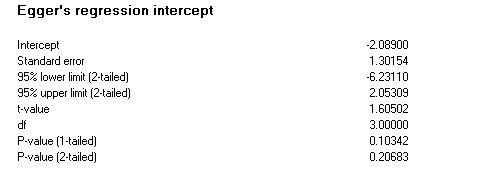 Egger's regression intercept
Intercept -2.08900
Standard error 1.30154
95% lower limit (2-tailed) -6.23110
95% upper limit (2-tailed) 2.05309
t-value 1.60502
df 3.00000
P-value (1-tailed) 0.10342
P-value (2-tailed) 0.20683